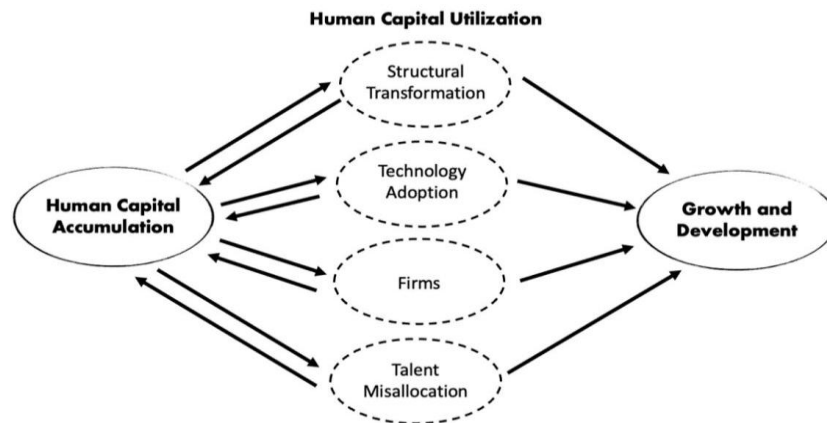 Human Capital Utilization
Structural
Transformation
Technology
Adoption
Human Capital
Accumulation
Growth and
Development
Firms
Talent
Misallocation